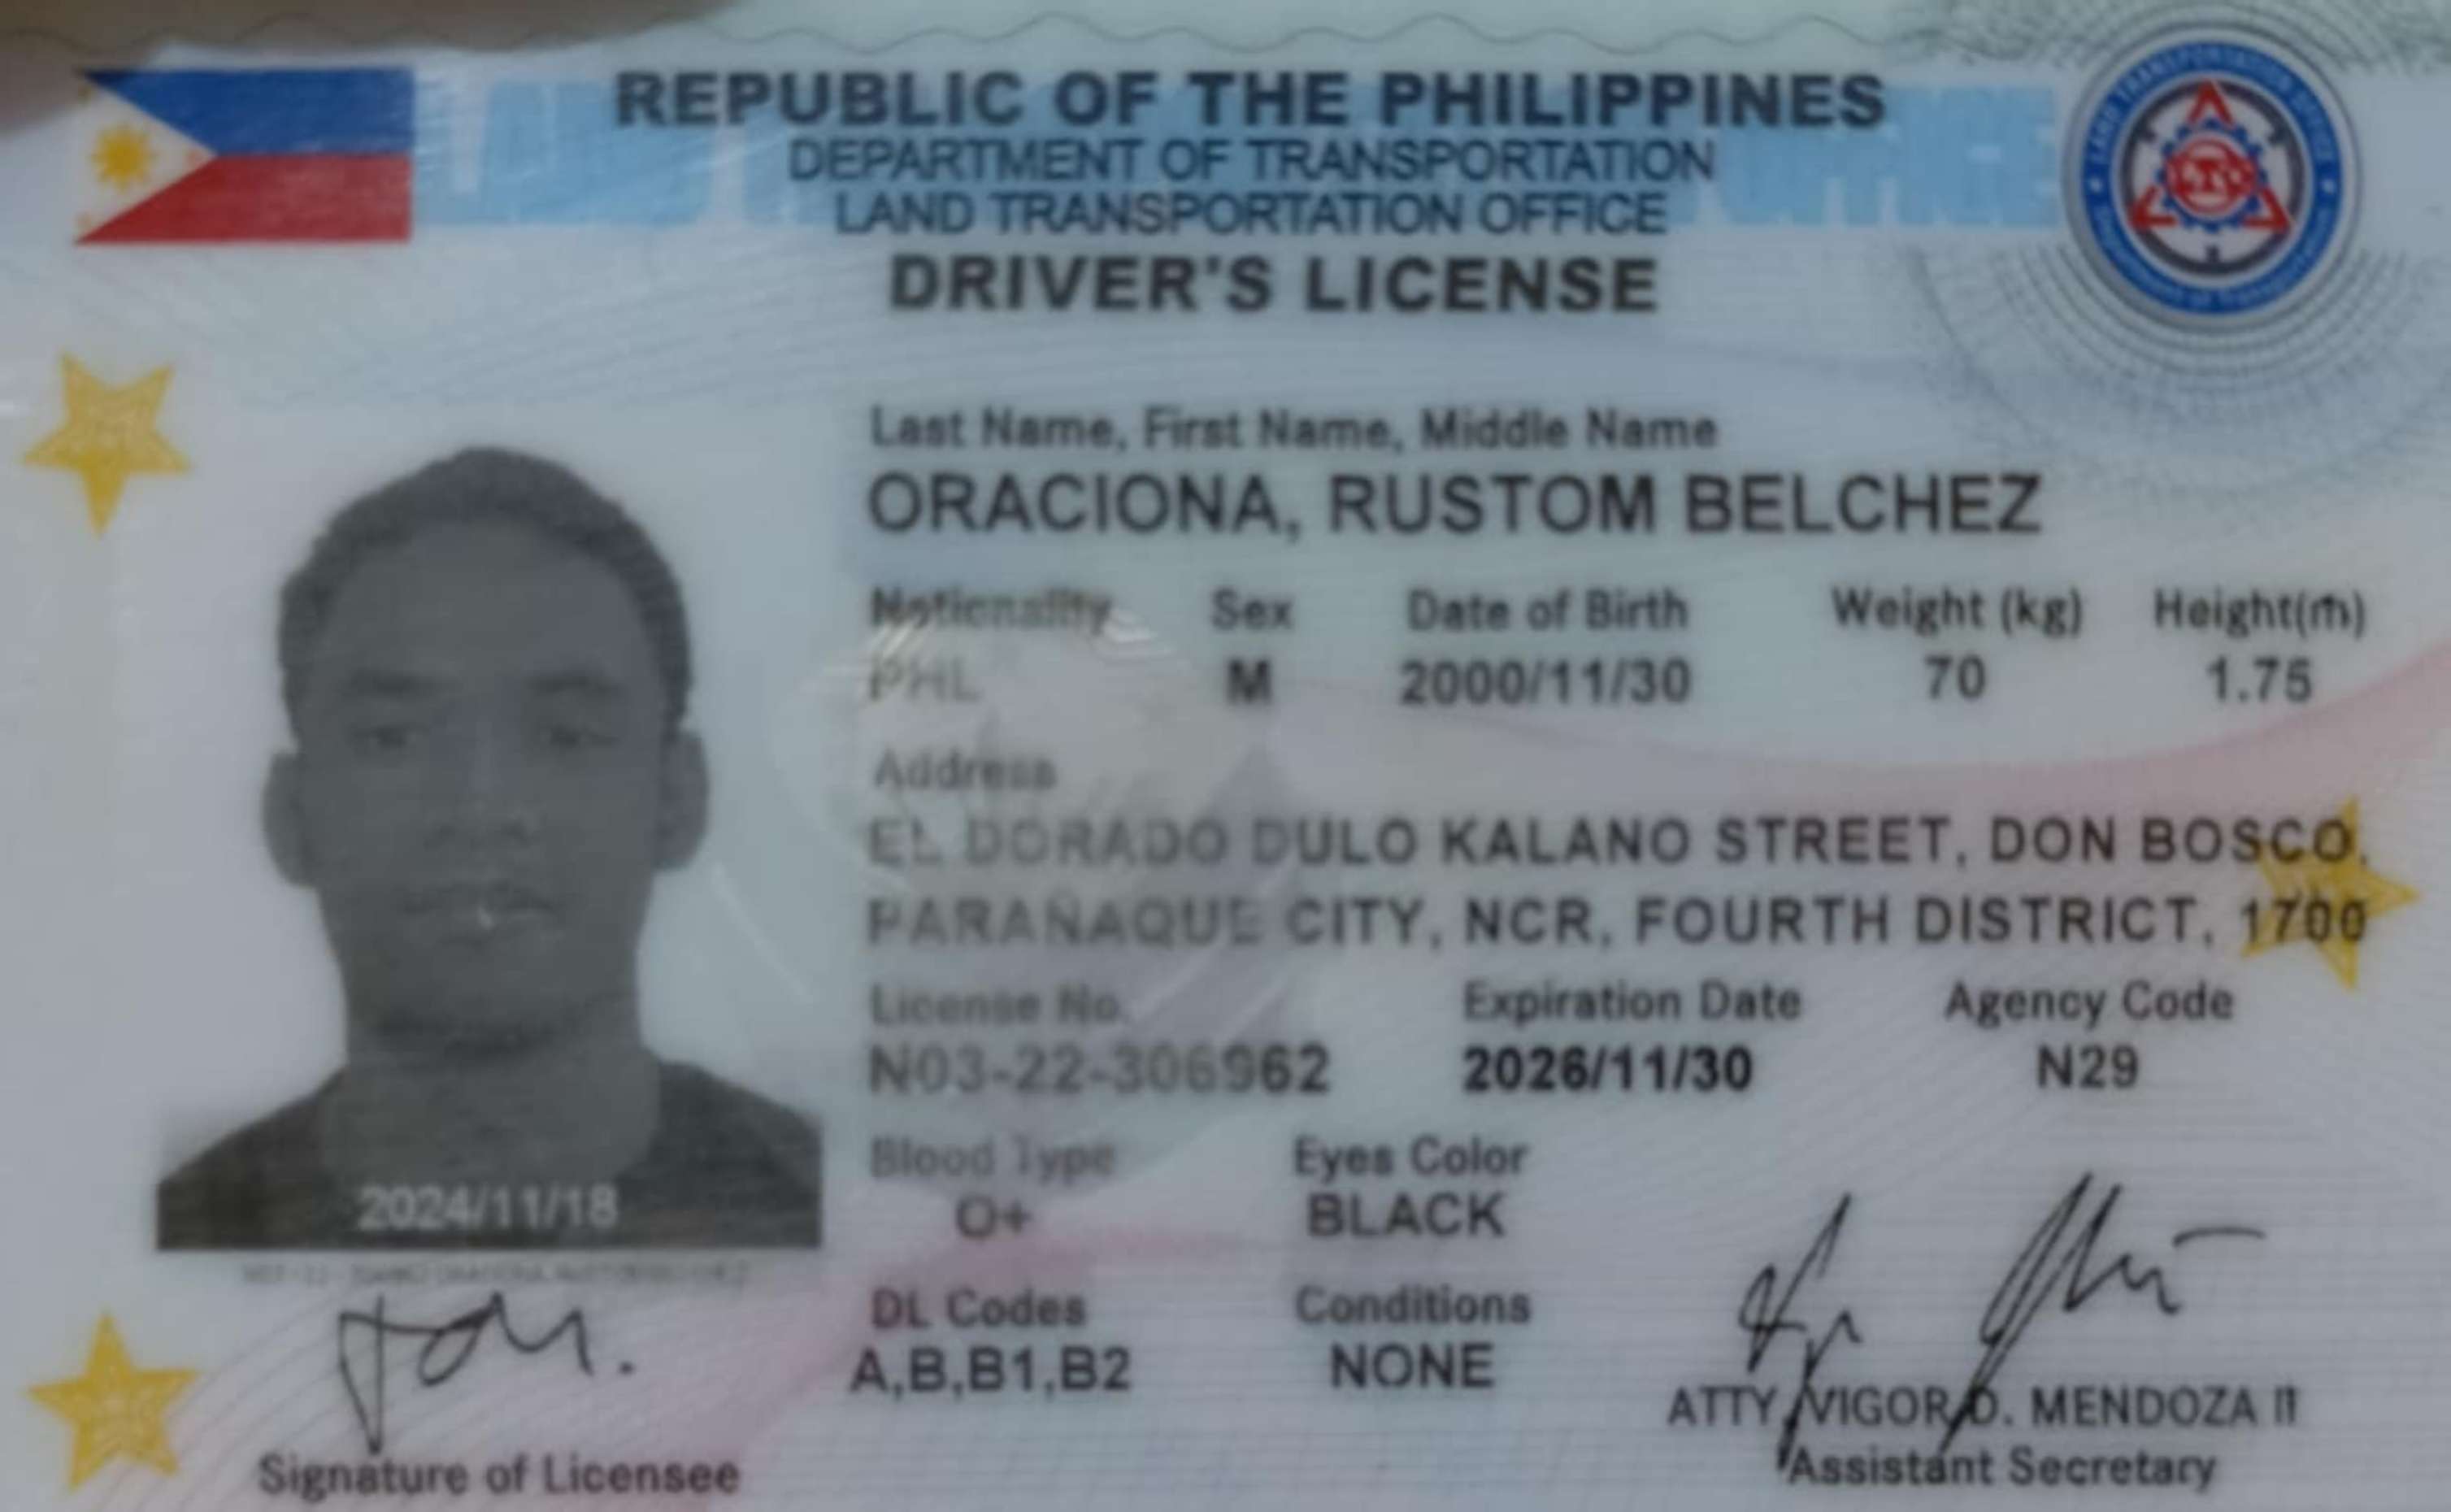 REPUBLIC OF THE PHILIPPINES
DEPARTMENT OF TRANSPORTATION
LAND TRANSPORTATION OFFICE
DRIVER'S LICENSE
LTO
Last Name, First Name, Middle Name
ORACIONA, RUSTOM BELCHEZ
Nationality Sex Date of Birth Weight (kg) Height(m)
PHL M 2000/11/30 70 1.75
Address
EL DORADO DULO KALANO STREET, DON BOSCO,
PARAÑAQUE CITY, NCR, FOURTH DISTRICT, 1700
License No. Expiration Date Agency Code
N03-22-306962 2026/11/30 N29
Blood Type Eyes Color
O+ BLACK
2024/11/18
DL Codes Conditions
A,B,B1,B2 NONE
ATTY. VIGOR D. MENDOZA II
Assistant Secretary
Signature of Licensee